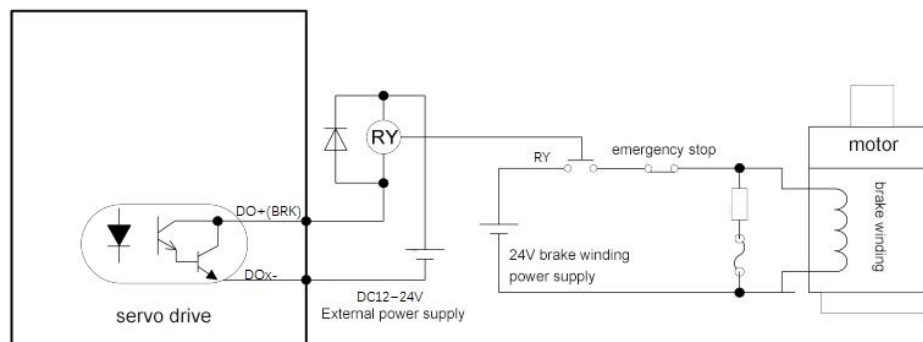 RY
RY
emergency stop
motor
DO+(BRK)
brake winding
24V brake winding
power supply
DOx-
DC12-24V
External power supply
servo drive